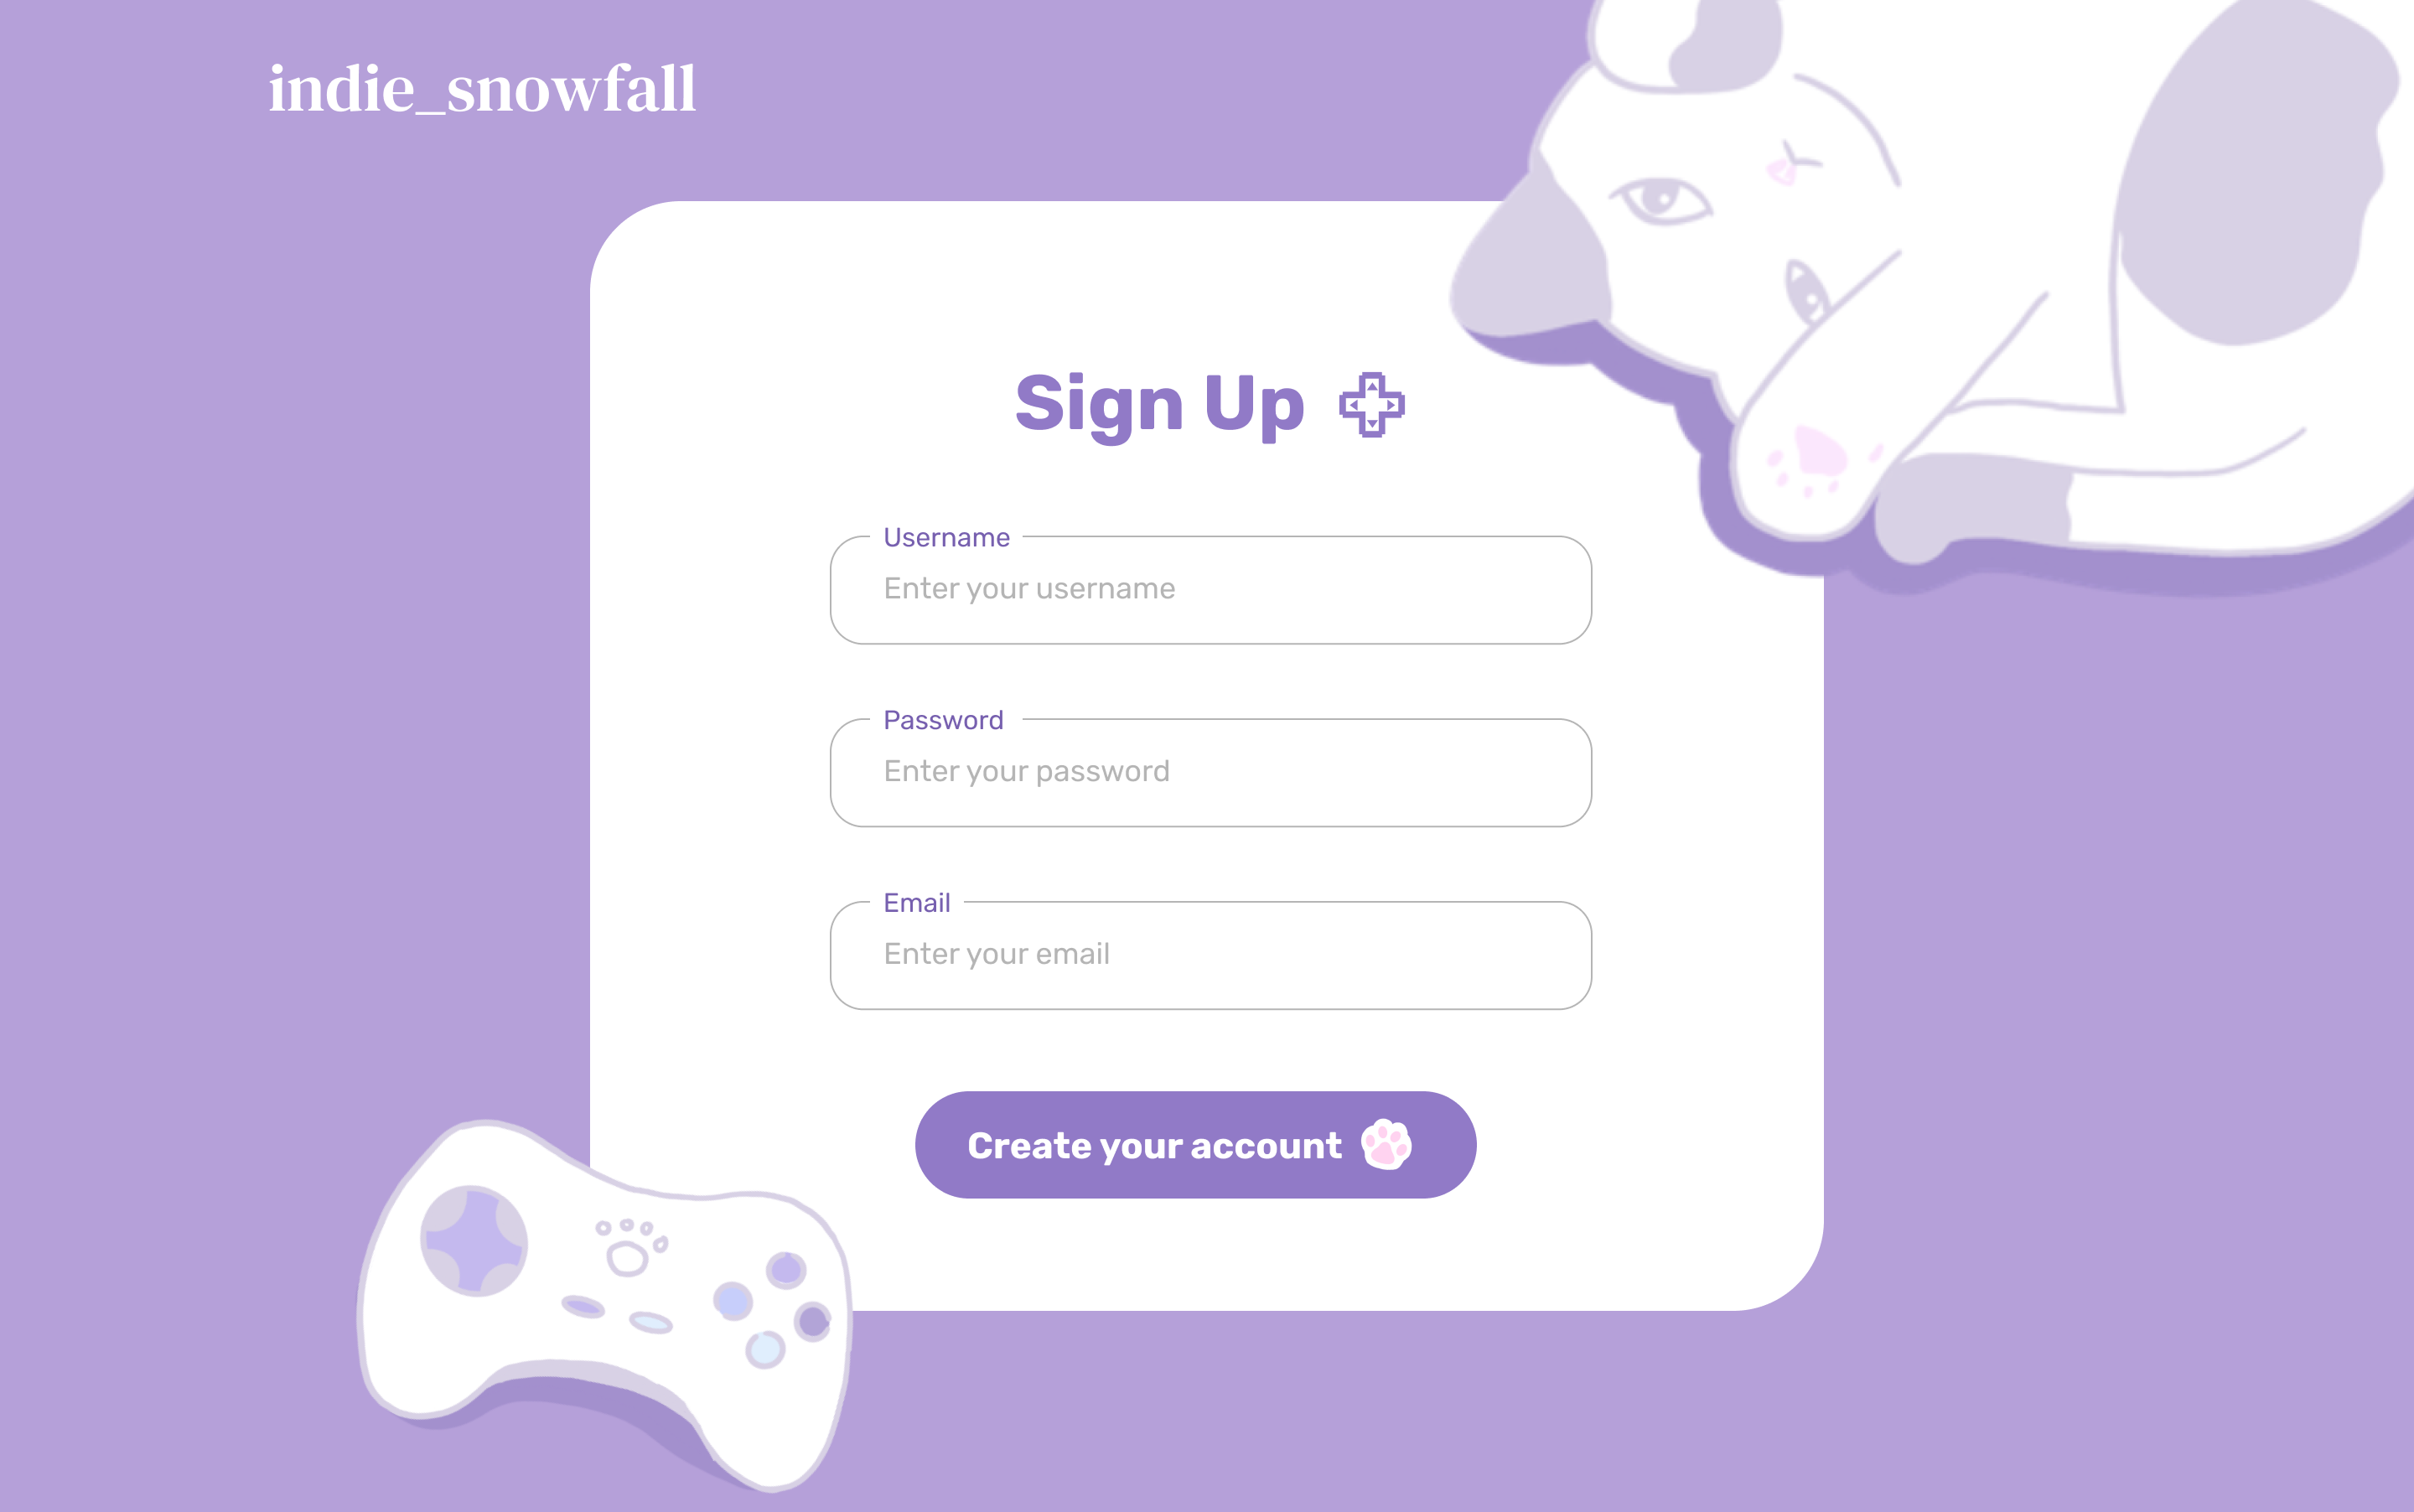 indie_snowfall
Sign Up
Username
Enter your username
Password
Enter your password
Email
Enter your email
Create your account